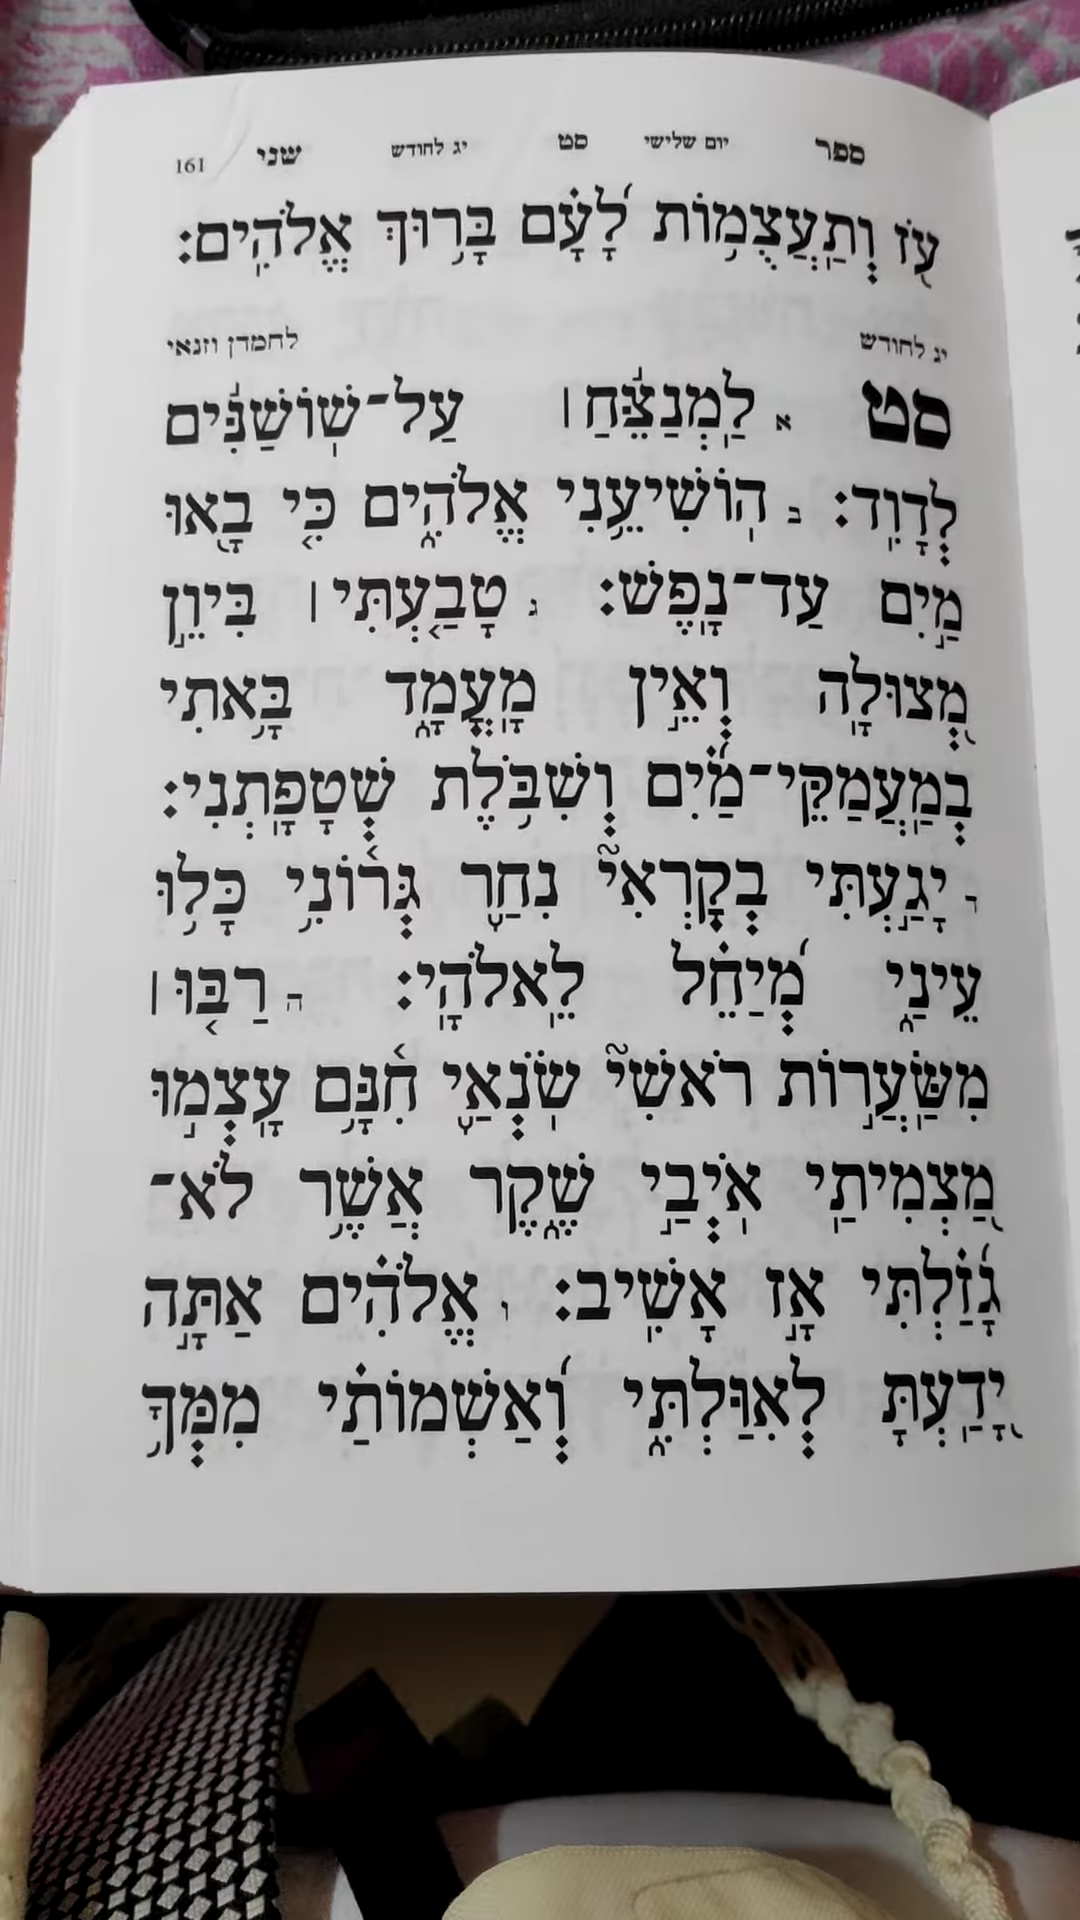 ספר יום שלישי סט יג לחודש שני 161
עֹ֤ז וְֽתַעֲצֻמ֥וֹת לָ֝עָ֗ם בָּר֥וּךְ אֱלֹהִֽים׃
יג לחודש לחמדן וזנאי
סט א לַמְנַצֵּ֬חַ ׀ עַֽל־שׁוֹשַׁנִּ֬ים
לְדָוִֽד׃ ב הֽוֹשִׁיעֵ֥נִי אֱלֹהִ֑ים כִּ֤י בָ֖אוּ
מַ֣יִם עַד־נָֽפֶשׁ׃ ג טָבַ֤עְתִּי ׀ בִּיוֵ֣ן
מְ֭צוּלָה וְאֵ֣ין מָֽעֳמָ֑ד בָּ֥אתִי
בְמַֽעֲמַקֵּי־מַ֝֗יִם וְשִׁבֹּ֥לֶת שְׁטָפָֽתְנִי׃
ד יָגַ֣עְתִּי בְקָרְאִי֮ נִחַ֪ר גְּר֫וֹנִ֥י כָּל֥וּ
עֵינַ֑י מְ֝יַחֵ֗ל לֵֽאלֹהָֽי׃ ה רַבּ֤וּ ׀
מִשַּֽׂעֲר֣וֹת רֹאשִׁי֮ שֹֽׂנְאַ֪י חִ֫נָּ֥ם עָֽצְמ֣וּ
מַ֭צְמִיתַי אֹֽיְבַ֣י שֶׁ֑קֶר אֲשֶׁ֥ר לֹא־
גָ֝זַ֗לְתִּי אָ֣ז אָשִֽׁיב׃ ו אֱלֹהִ֗ים אַתָּ֣ה
יָ֭דַֽעְתָּ לְאִוַּלְתִּ֑י וְ֝אַשְׁמוֹתַ֗י מִמְּךָ֥